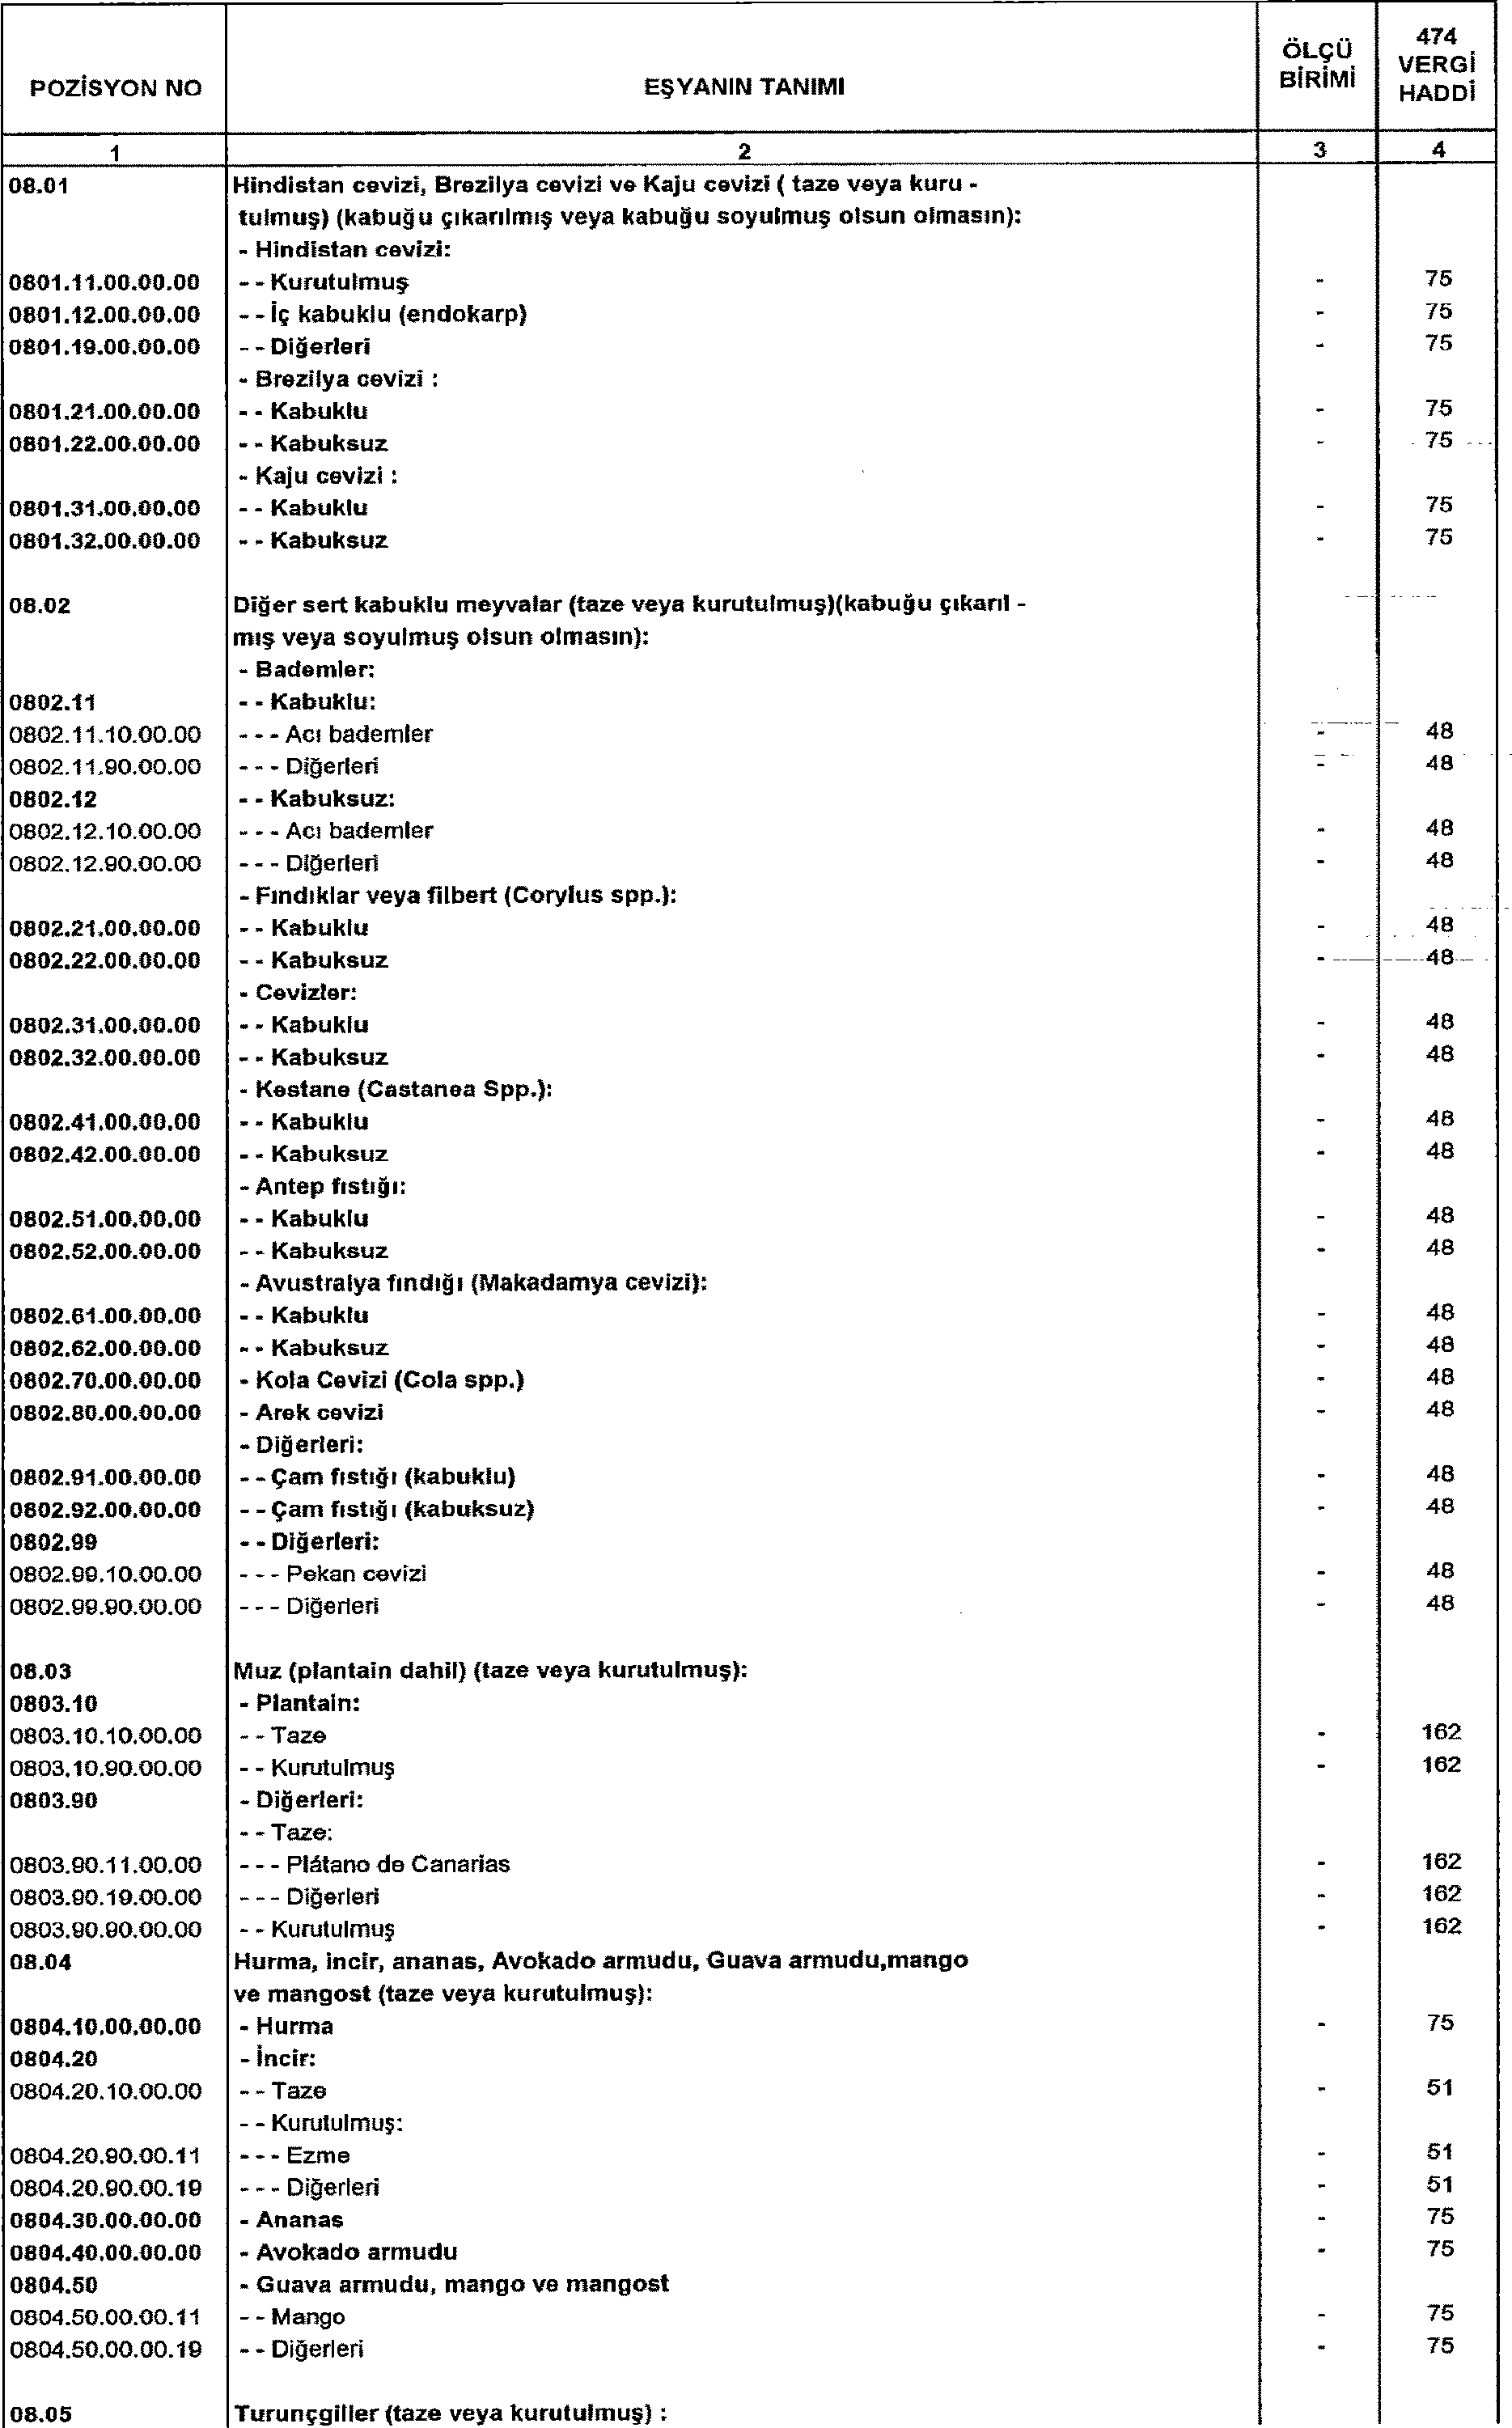 POZİSYON NO EŞYANIN TANIMI ÖLÇÜ BİRİMİ 474 VERGİ HADDİ
1 2 3 4
08.01 Hindistan cevizi, Brezilya cevizi ve Kaju cevizi ( taze veya kuru -
tulmuş) (kabuğu çıkarılmış veya kabuğu soyulmuş olsun olmasın):
- Hindistan cevizi:
0801.11.00.00.00 - - Kurutulmuş - 75
0801.12.00.00.00 - - İç kabuklu (endokarp) - 75
0801.19.00.00.00 - - Diğerleri - 75
- Brezilya cevizi :
0801.21.00.00.00 - - Kabuklu - 75
0801.22.00.00.00 - - Kabuksuz - 75
- Kaju cevizi :
0801.31.00.00.00 - - Kabuklu - 75
0801.32.00.00.00 - - Kabuksuz - 75
08.02 Diğer sert kabuklu meyvalar (taze veya kurutulmuş)(kabuğu çıkarıl -
mış veya soyulmuş olsun olmasın):
- Bademler:
0802.11 - - Kabuklu:
0802.11.10.00.00 - - - Acı bademler - 48
0802.11.90.00.00 - - - Diğerleri - 48
0802.12 - - Kabuksuz:
0802.12.10.00.00 - - - Acı bademler - 48
0802.12.90.00.00 - - - Diğerleri - 48
- Fındıklar veya filbert (Corylus spp.):
0802.21.00.00.00 - - Kabuklu - 48
0802.22.00.00.00 - - Kabuksuz - 48
- Cevizler:
0802.31.00.00.00 - - Kabuklu - 48
0802.32.00.00.00 - - Kabuksuz - 48
- Kestane (Castanea Spp.):
0802.41.00.00.00 - - Kabuklu - 48
0802.42.00.00.00 - - Kabuksuz - 48
- Antep fıstığı:
0802.51.00.00.00 - - Kabuklu - 48
0802.52.00.00.00 - - Kabuksuz - 48
- Avustralya fındığı (Makadamya cevizi):
0802.61.00.00.00 - - Kabuklu - 48
0802.62.00.00.00 - - Kabuksuz - 48
0802.70.00.00.00 - Kola Cevizi (Cola spp.) - 48
0802.80.00.00.00 - Arek cevizi - 48
- Diğerleri:
0802.91.00.00.00 - - Çam fıstığı (kabuklu) - 48
0802.92.00.00.00 - - Çam fıstığı (kabuksuz) - 48
0802.99 - - Diğerleri:
0802.99.10.00.00 - - - Pekan cevizi - 48
0802.99.90.00.00 - - - Diğerleri - 48
08.03 Muz (plantain dahil) (taze veya kurutulmuş):
0803.10 - Plantain:
0803.10.10.00.00 - - Taze - 162
0803.10.90.00.00 - - Kurutulmuş - 162
0803.90 - Diğerleri:
- - Taze:
0803.90.11.00.00 - - - Plátano de Canarias - 162
0803.90.19.00.00 - - - Diğerleri - 162
0803.90.90.00.00 - - Kurutulmuş - 162
08.04 Hurma, incir, ananas, Avokado armudu, Guava armudu,mango
ve mangost (taze veya kurutulmuş):
0804.10.00.00.00 - Hurma - 75
0804.20 - İncir:
0804.20.10.00.00 - - Taze - 51
- - Kurutulmuş:
0804.20.90.00.11 - - - Ezme - 51
0804.20.90.00.19 - - - Diğerleri - 51
0804.30.00.00.00 - Ananas - 75
0804.40.00.00.00 - Avokado armudu - 75
0804.50 - Guava armudu, mango ve mangost
0804.50.00.00.11 - - Mango - 75
0804.50.00.00.19 - - Diğerleri - 75
08.05 Turunçgiller (taze veya kurutulmuş) :